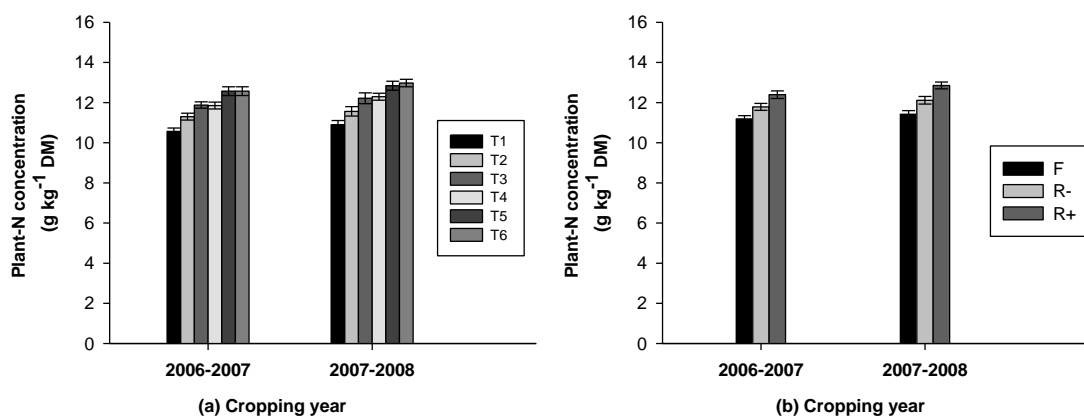 Plant-N concentration
(g kg-1 DM)
16
14
12
10
8
6
4
2
0
T1
T2
T3
T4
T5
T6
2006-2007
2007-2008
(a) Cropping year
Plant-N concentration
(g kg-1 DM)
16
14
12
10
8
6
4
2
0
F
R-
R+
2006-2007
2007-2008
(b) Cropping year